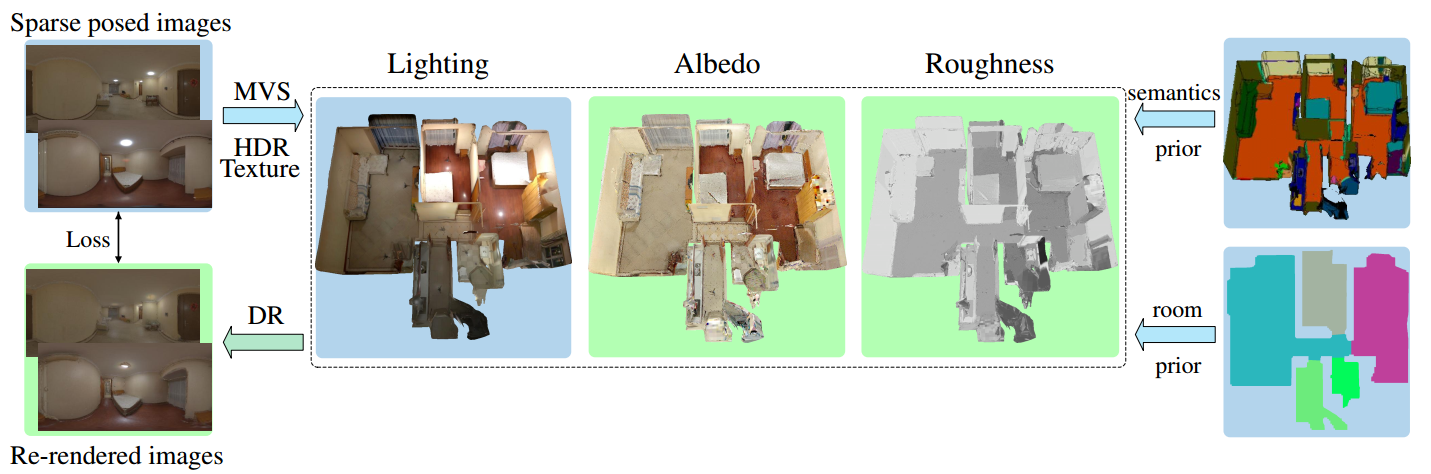 Sparse posed images
MVS
HDR
Texture
Loss
DR
Re-rendered images
Lighting
Albedo
Roughness
semantics
prior
room
prior